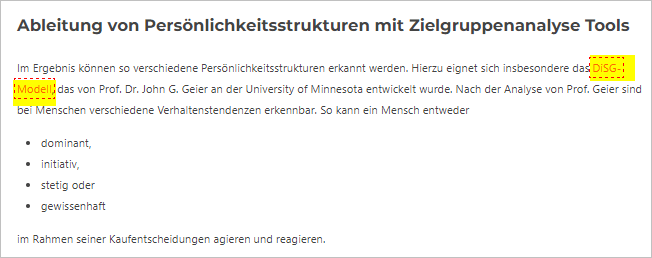 Ableitung von Persönlichkeitsstrukturen mit Zielgruppenanalyse Tools
Im Ergebnis können so verschiedene Persönlichkeitsstrukturen erkannt werden. Hierzu eignet sich insbesondere das DISG-
Modell, das von Prof. Dr. John G. Geier an der University of Minnesota entwickelt wurde. Nach der Analyse von Prof. Geier sind
bei Menschen verschiedene Verhaltenstendenzen erkennbar. So kann ein Mensch entweder
• dominant,
• initiativ,
• stetig oder
• gewissenhaft
im Rahmen seiner Kaufentscheidungen agieren und reagieren.